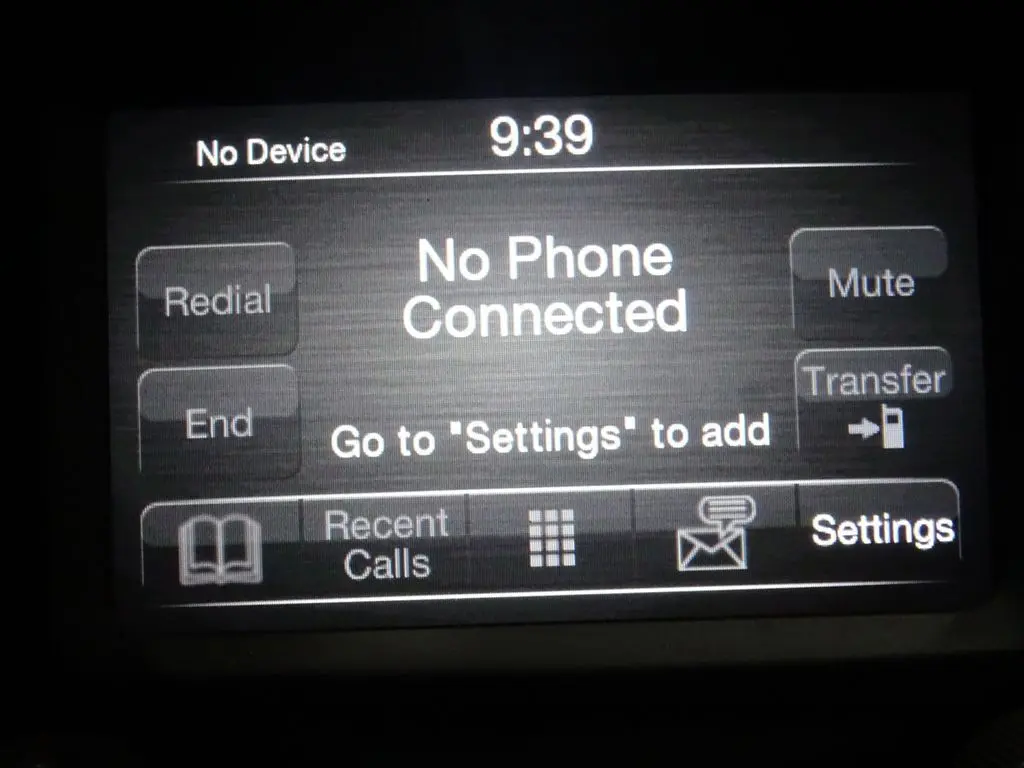 No Device
9:39
Redial
No Phone
Connected
Mute
End
Go to "Settings" to add
Transfer
Recent
Calls
Settings